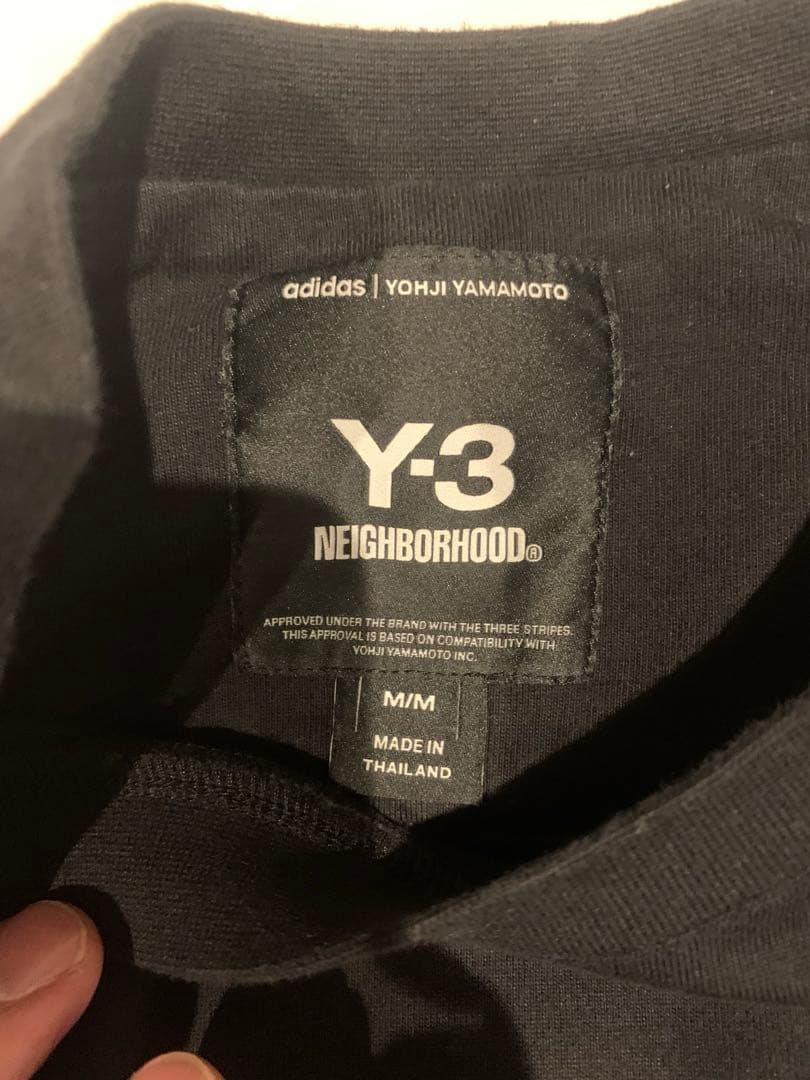 adidas | YOHJI YAMAMOTO
Y-3
NEIGHBORHOOD®
APPROVED UNDER THE BRAND WITH THE THREE STRIPES.
THIS APPROVAL IS BASED ON COMPATIBILITY WITH
YOHJI YAMAMOTO INC.
M/M
MADE IN
THAILAND